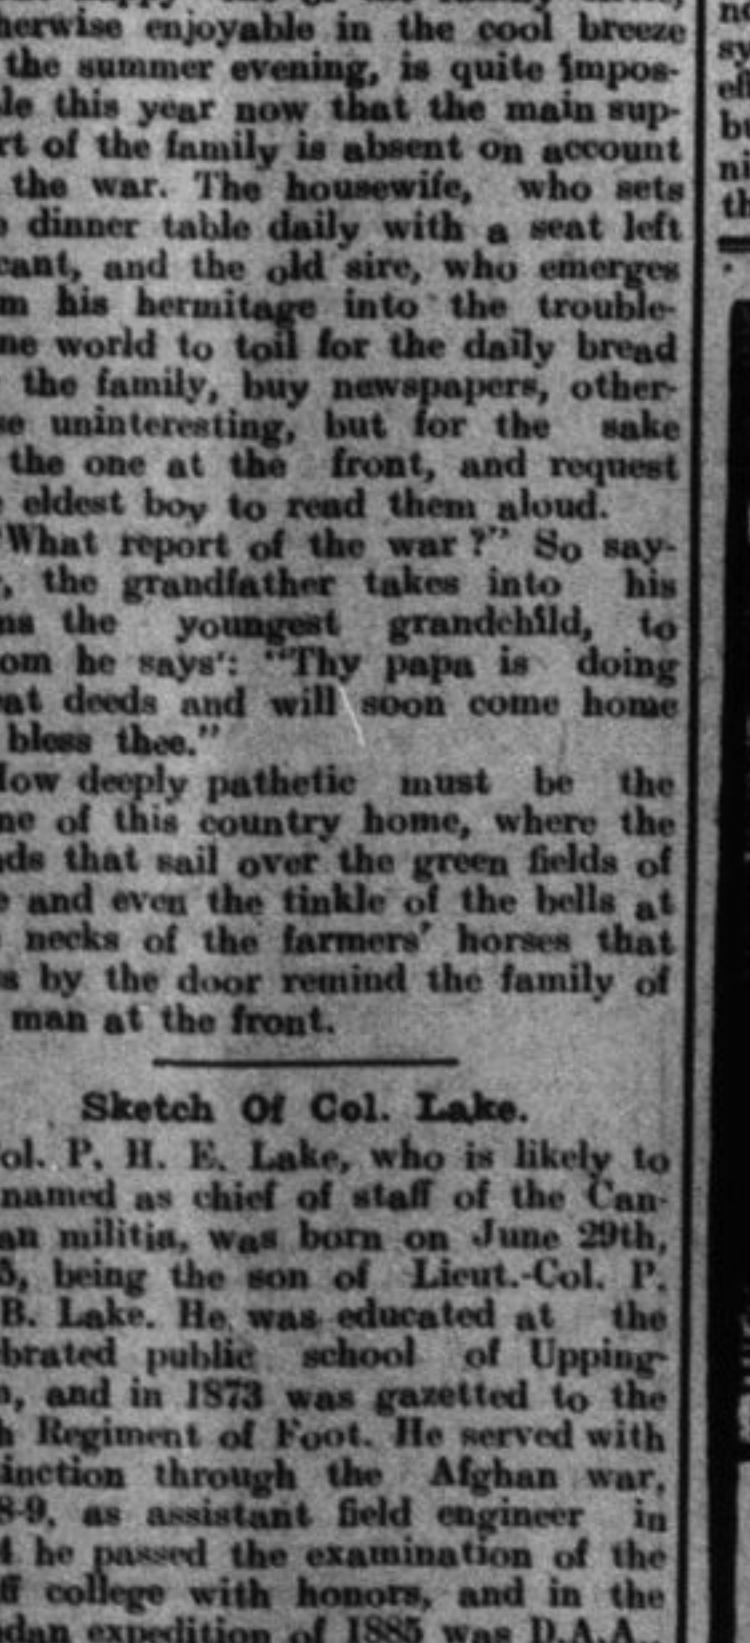 herwise enjoyable in the cool breeze
the summer evening, is quite impos-
le this year now that the main sup-
rt of the family is absent on account
the war. The housewife, who sets
dinner table daily with a seat left
cant, and the old sire, who emerges
m his hermitage into the trouble-
me world to toil for the daily bread
the family, buy newspapers, other-
se uninteresting, but for the sake
the one at the front, and request
eldest boy to read them aloud.
"What report of the war?" So say-
, the grandfather takes into his
ms the youngest grandchild, to
om he says: "Thy papa is doing
eat deeds and will soon come home
bless thee."
How deeply pathetic must be the
ne of this country home, where the
ds that sail over the green fields of
e and even the tinkle of the bells at
necks of the farmers' horses that
s by the door remind the family of
man at the front.
Sketch Of Col. Lake.
ol. P. H. E. Lake, who is likely to
named as chief of staff of the Can-
an militia, was born on June 29th,
5, being the son of Lieut.-Col. P.
B. Lake. He was educated at the
brated public school of Upping-
, and in 1873 was gazetted to the
h Regiment of Foot. He served with
inction through the Afghan war,
8-9, as assistant field engineer in
4 he passed the examination of the
ff college with honors, and in the
dan expedition of 1885 was D.A.A.